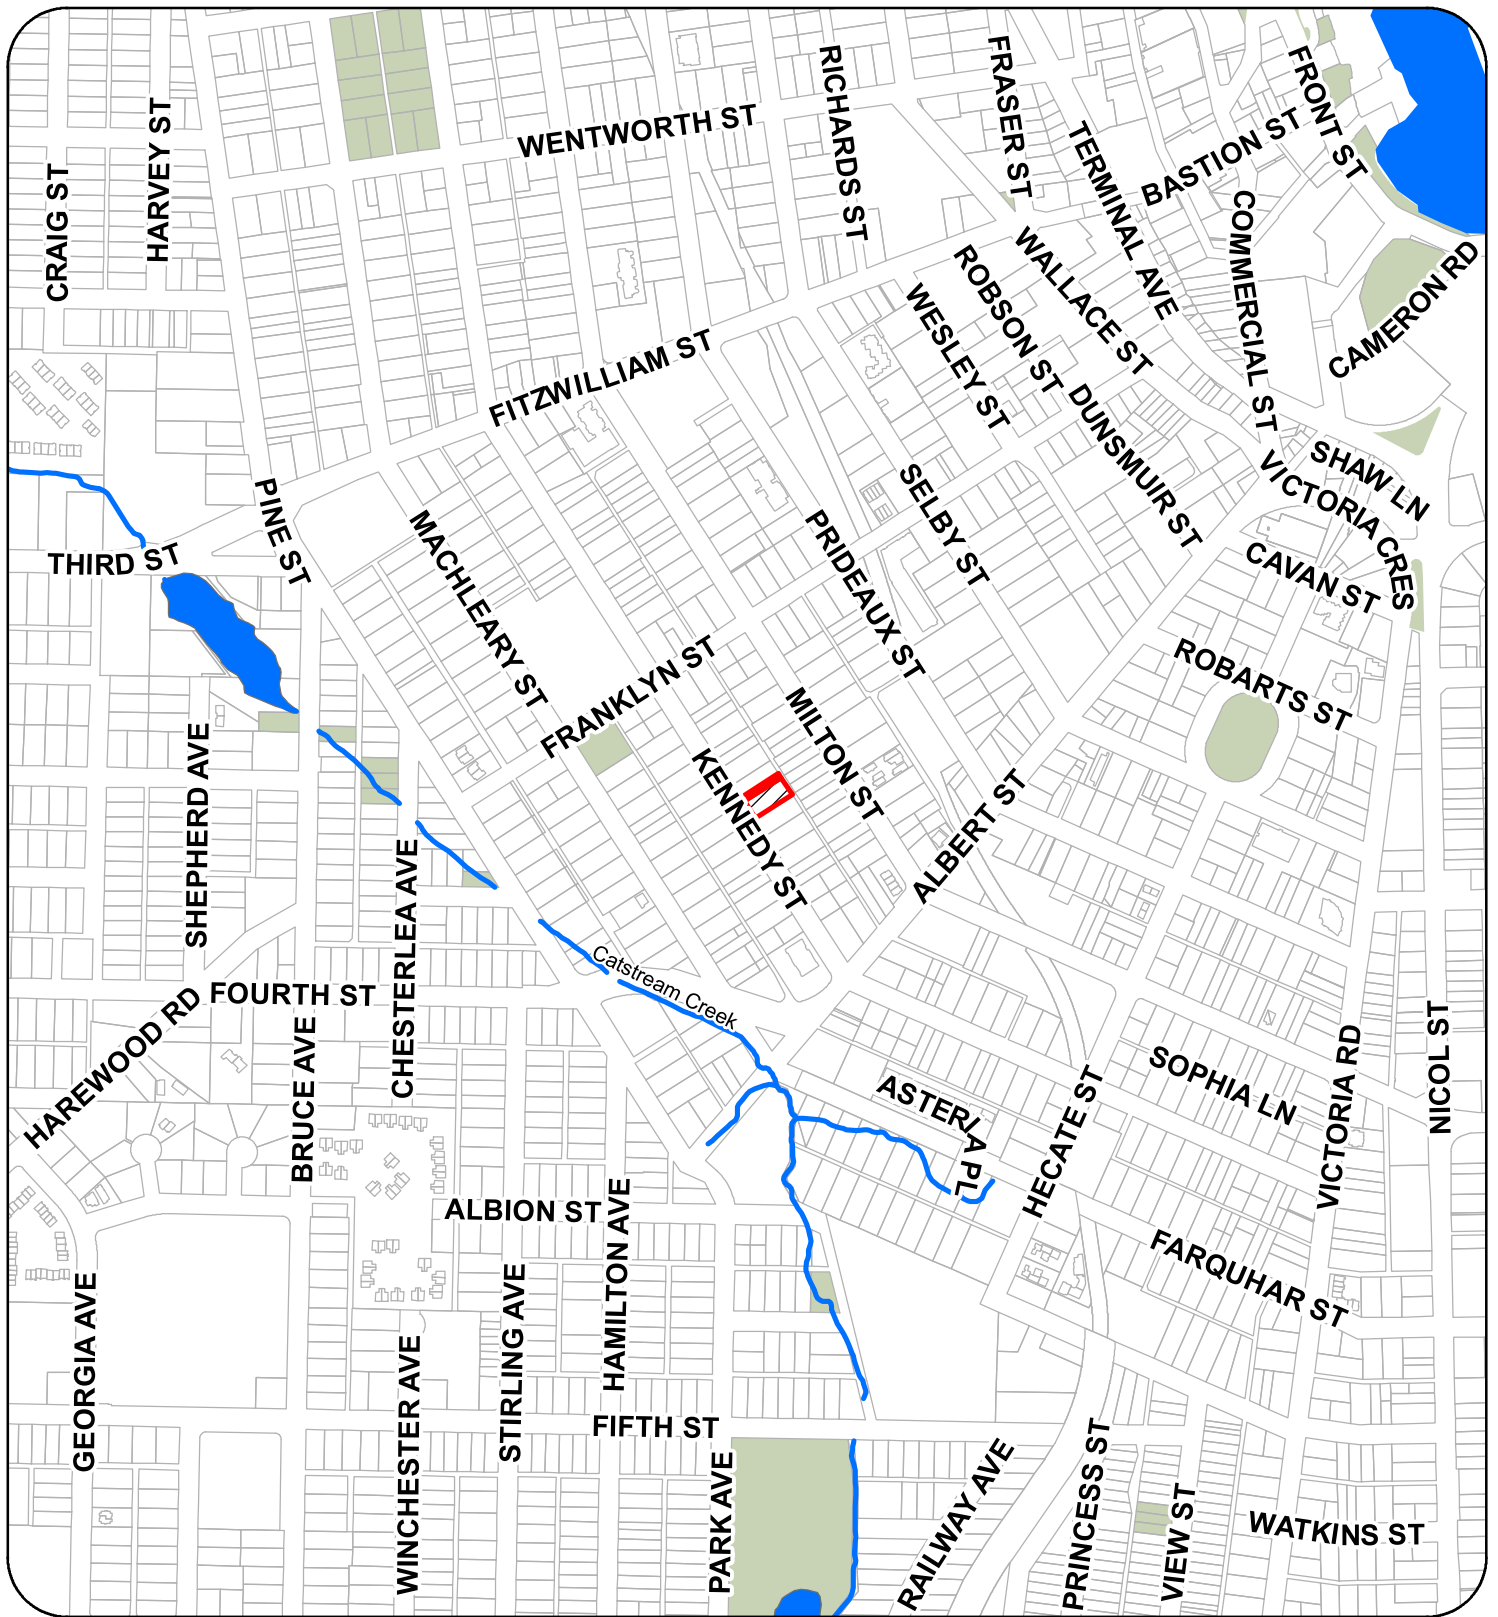 FRASER ST
RICHARDS ST
FRONT ST
WENTWORTH ST
HARVEY ST
CRAIG ST
TERMINAL AVE
BASTION ST
COMMERCIAL ST
WALLACE ST
ROBSON ST
CAMERON RD
WESLEY ST
FITZWILLIAM ST
DUNSMUIR ST
SHAW LN
VICTORIA CRES
SELBY ST
PINE ST
MACHLEARY ST
PRIDEAUX ST
THIRD ST
CAVAN ST
FRANKLYN ST
ROBARTS ST
MILTON ST
KENNEDY ST
SHEPHERD AVE
ALBERT ST
CHESTERLEA AVE
Catstream Creek
FOURTH ST
HAREWOOD RD
BRUCE AVE
NICOL ST
VICTORIA RD
SOPHIA LN
ASTERIA PL
HECATE ST
ALBION ST
HAMILTON AVE
FARQUHAR ST
STIRLING AVE
GEORGIA AVE
WINCHESTER AVE
FIFTH ST
PARK AVE
RAILWAY AVE
PRINCESS ST
VIEW ST
WATKINS ST